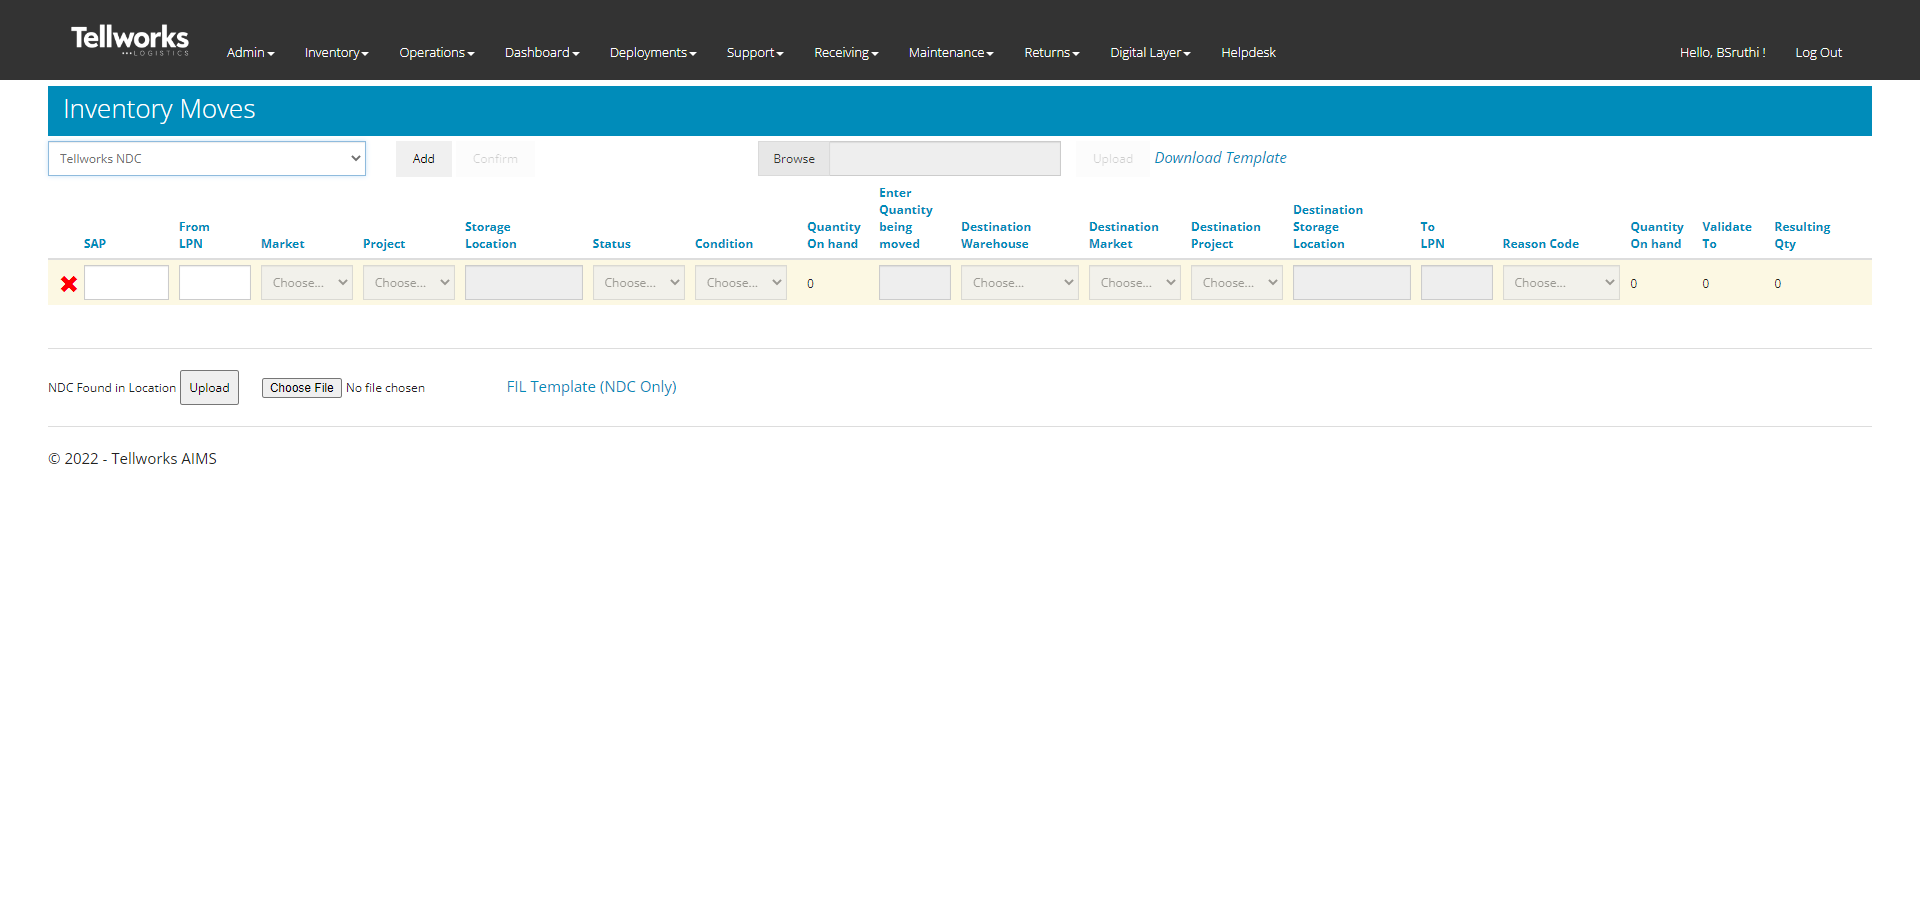 Tellworks
LOGISTICS
Admin Inventory Operations Dashboard Deployments Support Receiving Maintenance Returns Digital Layer Helpdesk Hello, BSruthi ! Log Out
Inventory Moves
Tellworks NDC Add Confirm Browse Upload Download Template
SAP
From
LPN
Market
Project
Storage
Location
Status
Condition
Quantity
On hand
Enter
Quantity
being
moved
Destination
Warehouse
Destination
Market
Destination
Project
Destination
Storage
Location
To
LPN
Reason Code
Quantity
On hand
Validate
To
Resulting
Qty
Choose... Choose... Choose... Choose... 0 Choose... Choose... Choose... Choose... 0 0 0
NDC Found in Location Upload Choose File No file chosen FIL Template (NDC Only)
© 2022 - Tellworks AIMS